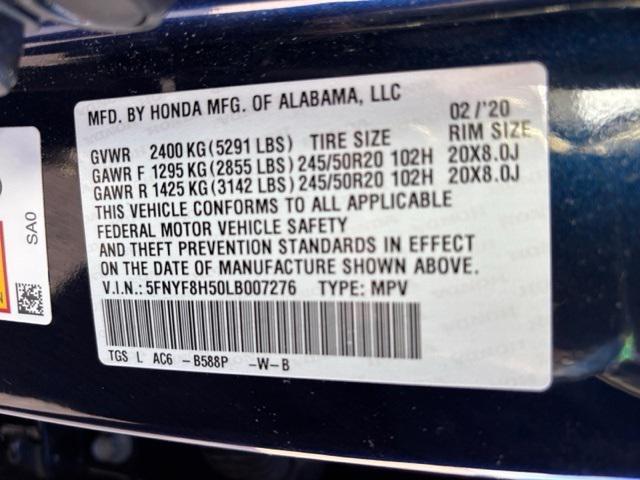 MFD. BY HONDA MFG. OF ALABAMA, LLC 02/'20
GVWR 2400 KG (5291 LBS) TIRE SIZE RIM SIZE
GAWR F 1295 KG (2855 LBS) 245/50R20 102H 20X8.0J
GAWR R 1425 KG (3142 LBS) 245/50R20 102H 20X8.0J
THIS VEHICLE CONFORMS TO ALL APPLICABLE
FEDERAL MOTOR VEHICLE SAFETY
AND THEFT PREVENTION STANDARDS IN EFFECT
ON THE DATE OF MANUFACTURE SHOWN ABOVE.
V.I.N.: 5FNYF8H50LB007276 TYPE: MPV
TGS L AC6 -B588P -W-B
SA0